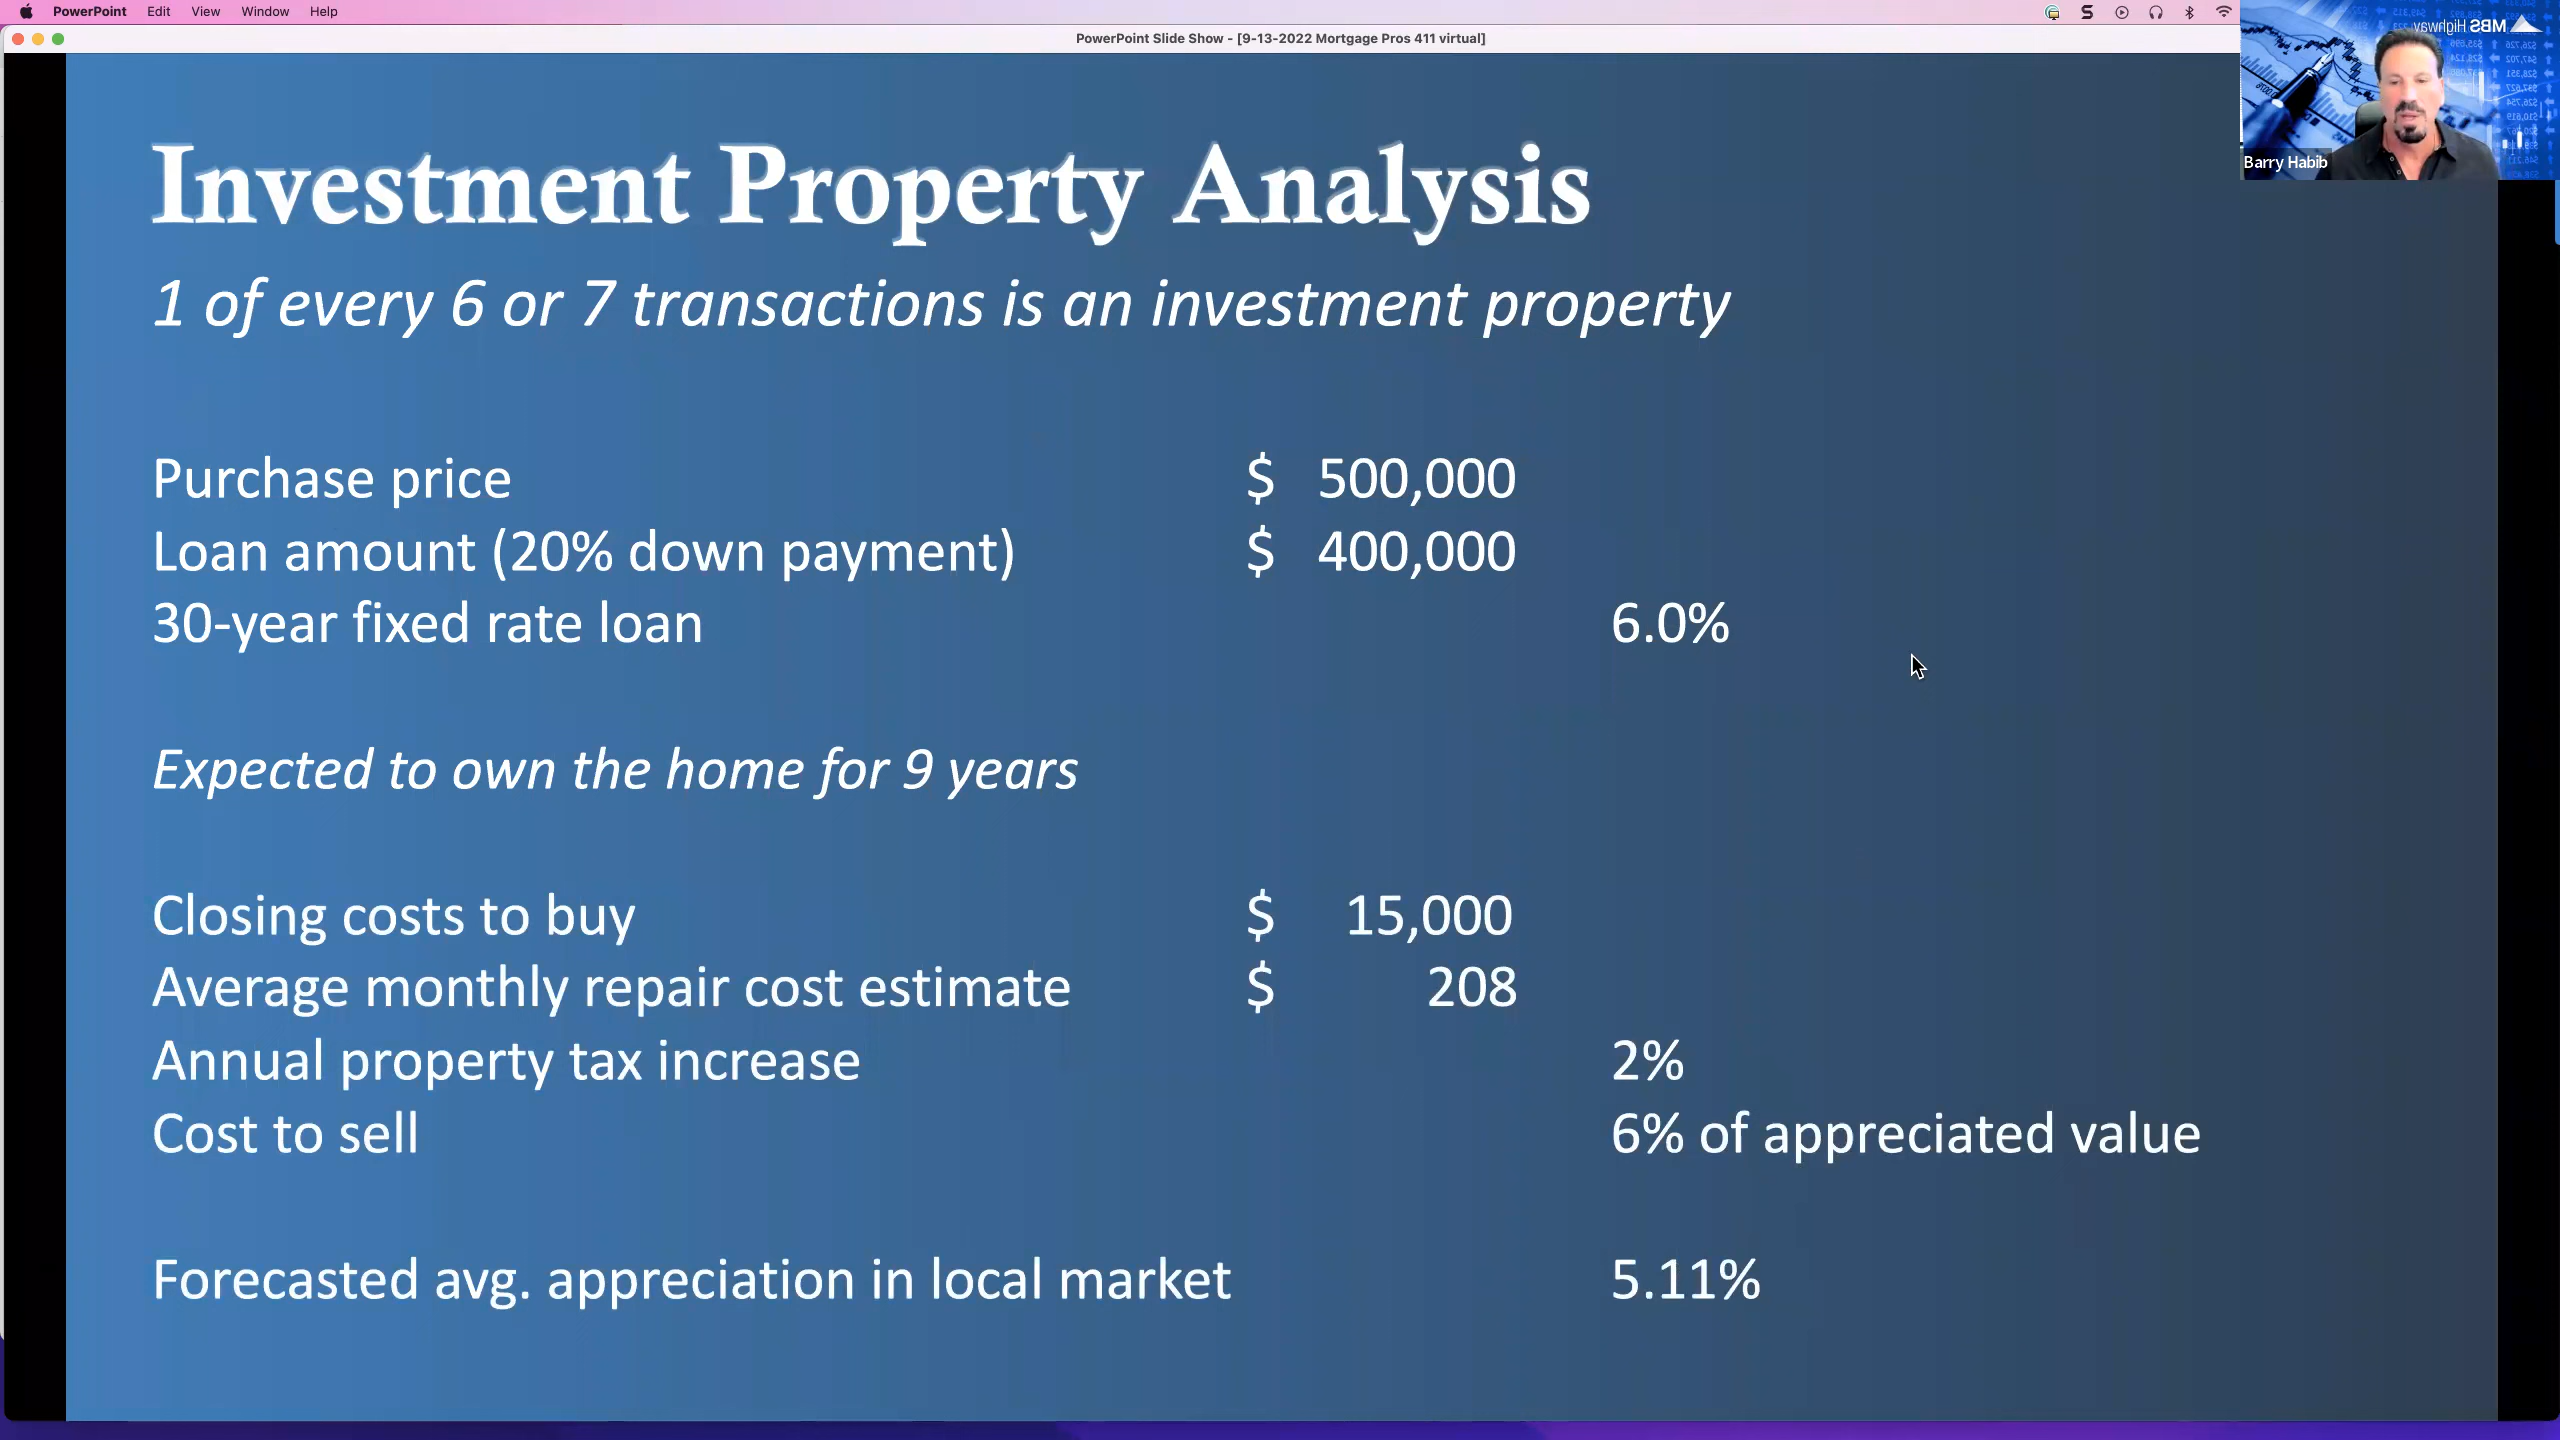 PowerPoint Edit View Window Help
PowerPoint Slide Show - [9-13-2022 Mortgage Pros 411 virtual]
MBS Highway
Barry Habib
Investment Property Analysis
1 of every 6 or 7 transactions is an investment property
Purchase price $ 500,000
Loan amount (20% down payment) $ 400,000
30-year fixed rate loan 6.0%
Expected to own the home for 9 years
Closing costs to buy $ 15,000
Average monthly repair cost estimate $ 208
Annual property tax increase 2%
Cost to sell 6% of appreciated value
Forecasted avg. appreciation in local market 5.11%